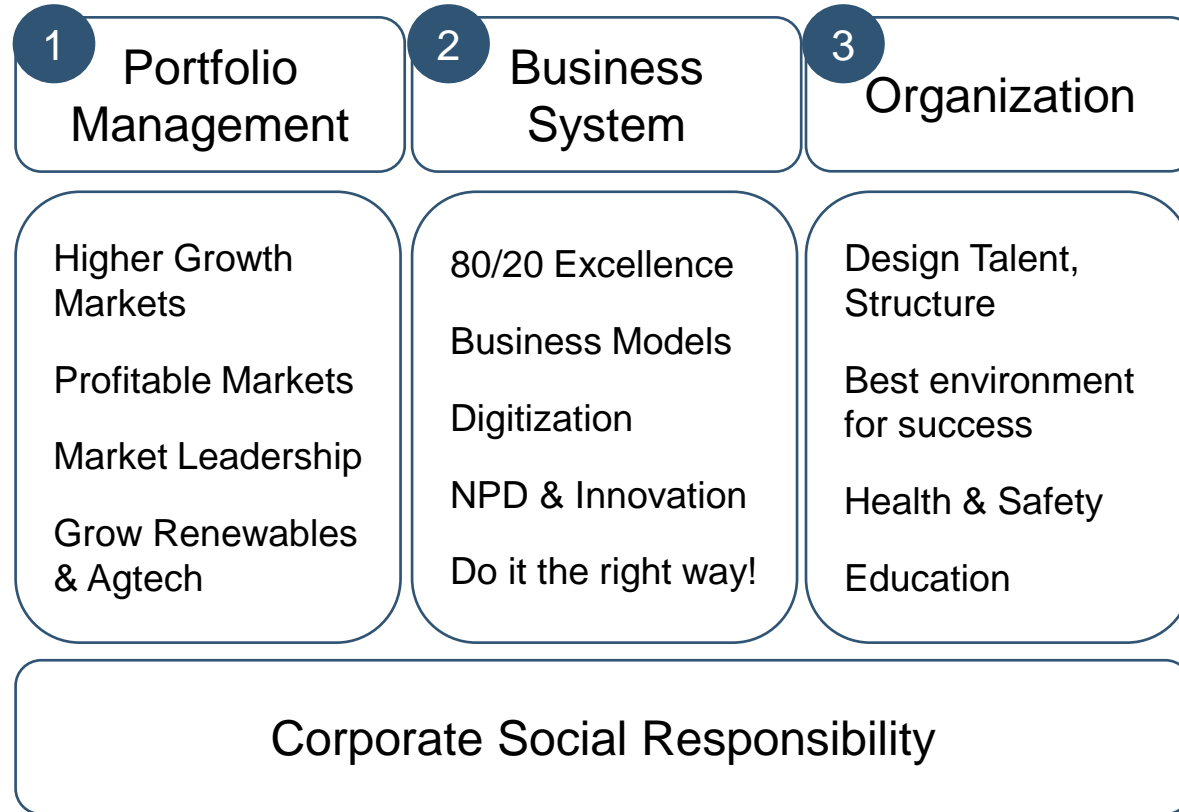 1
Portfolio
Management
2
Business
System
3
Organization
Higher Growth
Markets
Profitable Markets
Market Leadership
Grow Renewables
& Agtech
80/20 Excellence
Business Models
Digitization
NPD & Innovation
Do it the right way!
Design Talent,
Structure
Best environment
for success
Health & Safety
Education
Corporate Social Responsibility